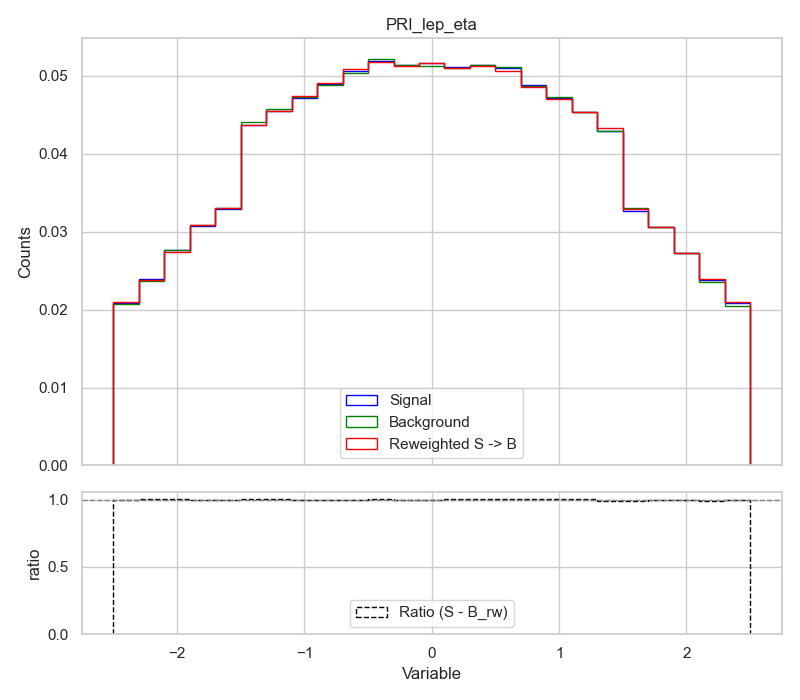 PRI_lep_eta
0.05
0.04
0.03
0.02
0.01
0.00
Counts
Signal
Background
Reweighted S -> B
1.0
0.5
0.0
ratio
Ratio (S - B_rw)
−2 −1 0 1 2
Variable